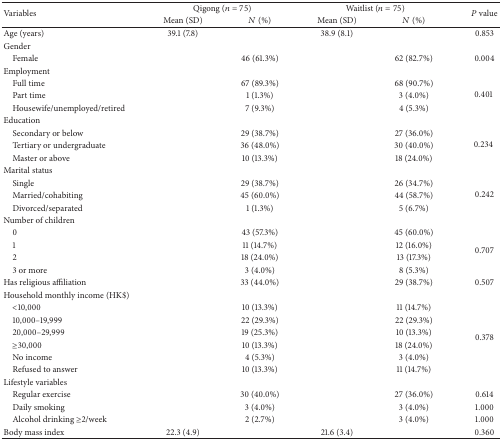 Variables Qigong (n = 75) Waitlist (n = 75) P value
Mean (SD) N (%) Mean (SD) N (%)
Age (years) 39.1 (7.8) 38.9 (8.1) 0.853
Gender
Female 46 (61.3%) 62 (82.7%) 0.004
Employment
Full time 67 (89.3%) 68 (90.7%)
Part time 1 (1.3%) 3 (4.0%) 0.401
Housewife/unemployed/retired 7 (9.3%) 4 (5.3%)
Education
Secondary or below 29 (38.7%) 27 (36.0%)
Tertiary or undergraduate 36 (48.0%) 30 (40.0%) 0.234
Master or above 10 (13.3%) 18 (24.0%)
Marital status
Single 29 (38.7%) 26 (34.7%)
Married/cohabiting 45 (60.0%) 44 (58.7%) 0.242
Divorced/separated 1 (1.3%) 5 (6.7%)
Number of children
0 43 (57.3%) 45 (60.0%)
1 11 (14.7%) 12 (16.0%) 0.707
2 18 (24.0%) 13 (17.3%)
3 or more 3 (4.0%) 8 (5.3%)
Has religious affiliation 33 (44.0%) 29 (38.7%) 0.507
Household monthly income (HK$)
<10,000 10 (13.3%) 11 (14.7%)
10,000–19,999 22 (29.3%) 22 (29.3%)
20,000–29,999 19 (25.3%) 10 (13.3%) 0.378
≥30,000 10 (13.3%) 18 (24.0%)
No income 4 (5.3%) 3 (4.0%)
Refused to answer 10 (13.3%) 11 (14.7%)
Lifestyle variables
Regular exercise 30 (40.0%) 27 (36.0%) 0.614
Daily smoking 3 (4.0%) 3 (4.0%) 1.000
Alcohol drinking ≥2/week 2 (2.7%) 3 (4.0%) 1.000
Body mass index 22.3 (4.9) 21.6 (3.4) 0.360